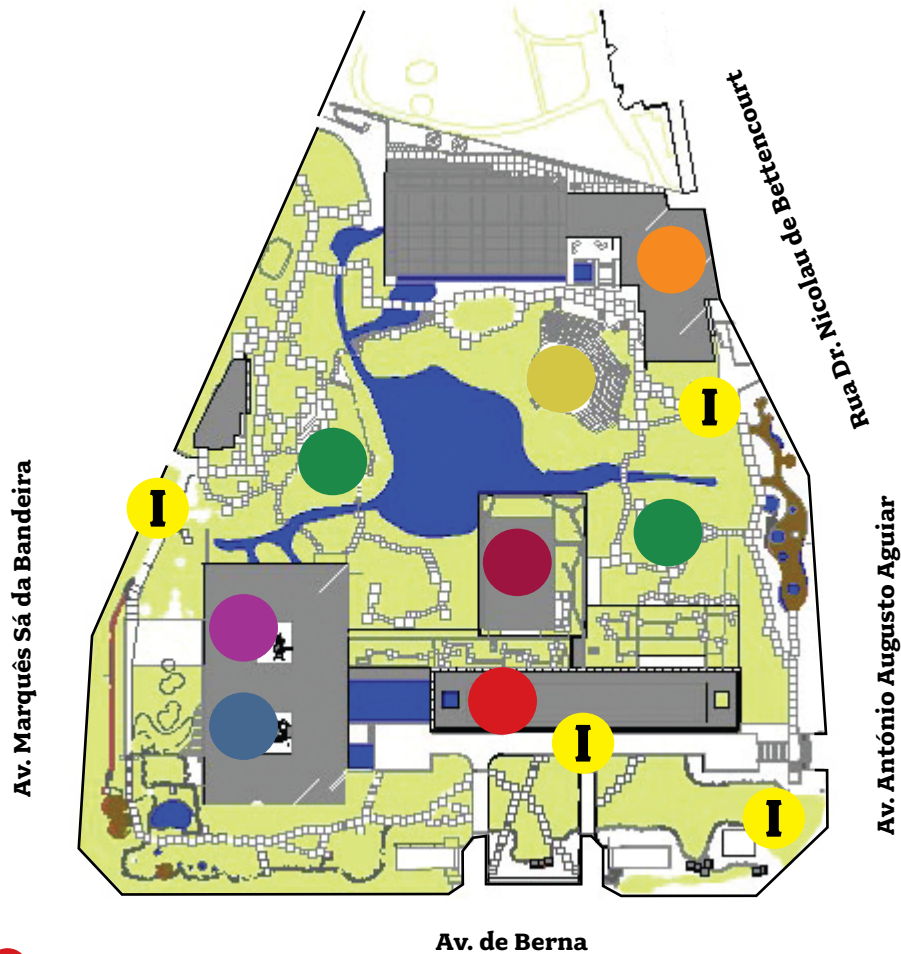 Rua Dr. Nicolau de Bettencourt
I
I
Av. Marquês Sá da Bandeira
Av. António Augusto Aguiar
I
I
Av. de Berna